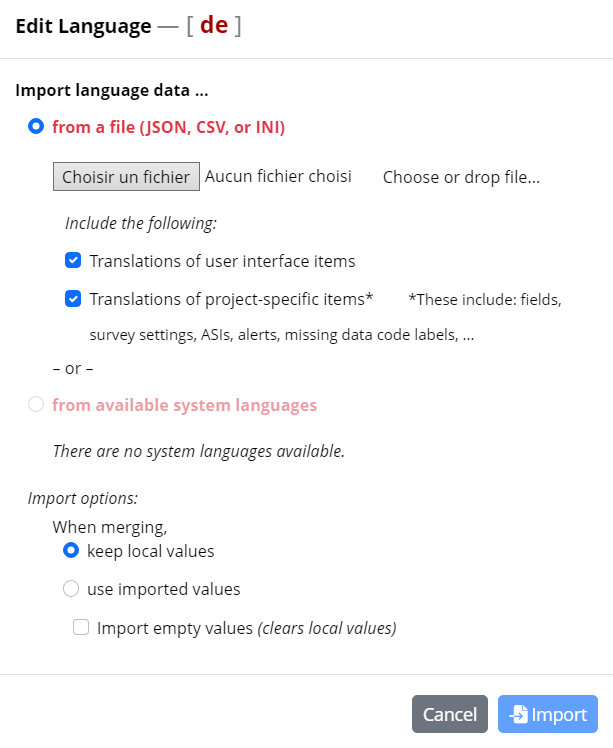 Edit Language — [ de ]
Import language data ...
from a file (JSON, CSV, or INI)
Choisir un fichier Aucun fichier choisi Choose or drop file...
Include the following:
Translations of user interface items
Translations of project-specific items* *These include: fields,
survey settings, ASIs, alerts, missing data code labels, ...
– or –
from available system languages
There are no system languages available.
Import options:
When merging,
keep local values
use imported values
Import empty values (clears local values)
Cancel Import